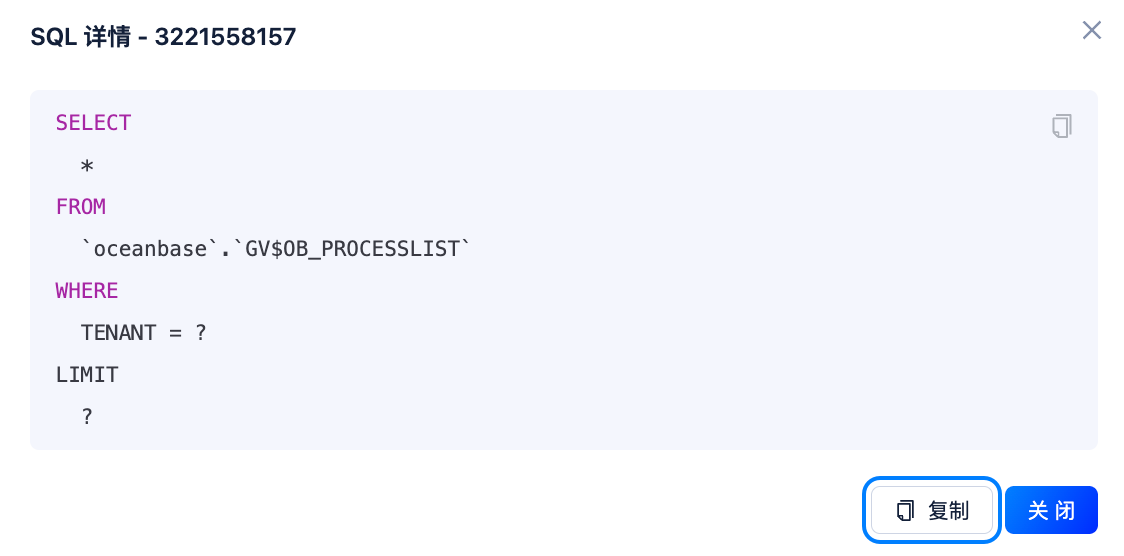 SQL 详情 - 3221558157
SELECT
*
FROM
`oceanbase`.`GV$OB_PROCESSLIST`
WHERE
TENANT = ?
LIMIT
?
复制
关 闭